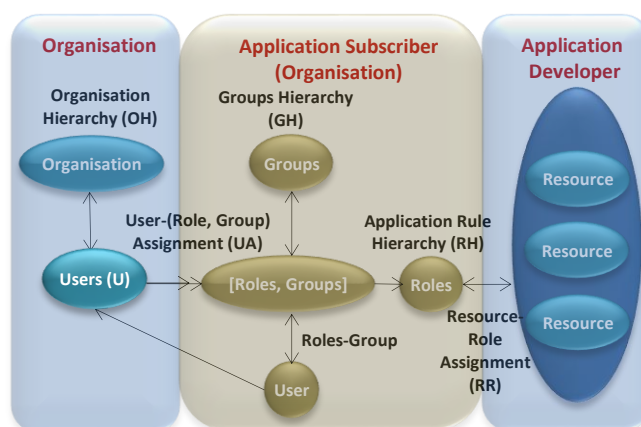 Organisation
Application Subscriber
(Organisation)
Application
Developer
Organisation
Hierarchy (OH)
Groups Hierarchy
(GH)
Organisation
Groups
Resource
User-(Role, Group)
Assignment (UA)
Application Rule
Hierarchy (RH)
Resource
Users (U)
[Roles, Groups]
Roles
Resource
Roles-Group
Resource-
Role
Assignment
(RR)
User